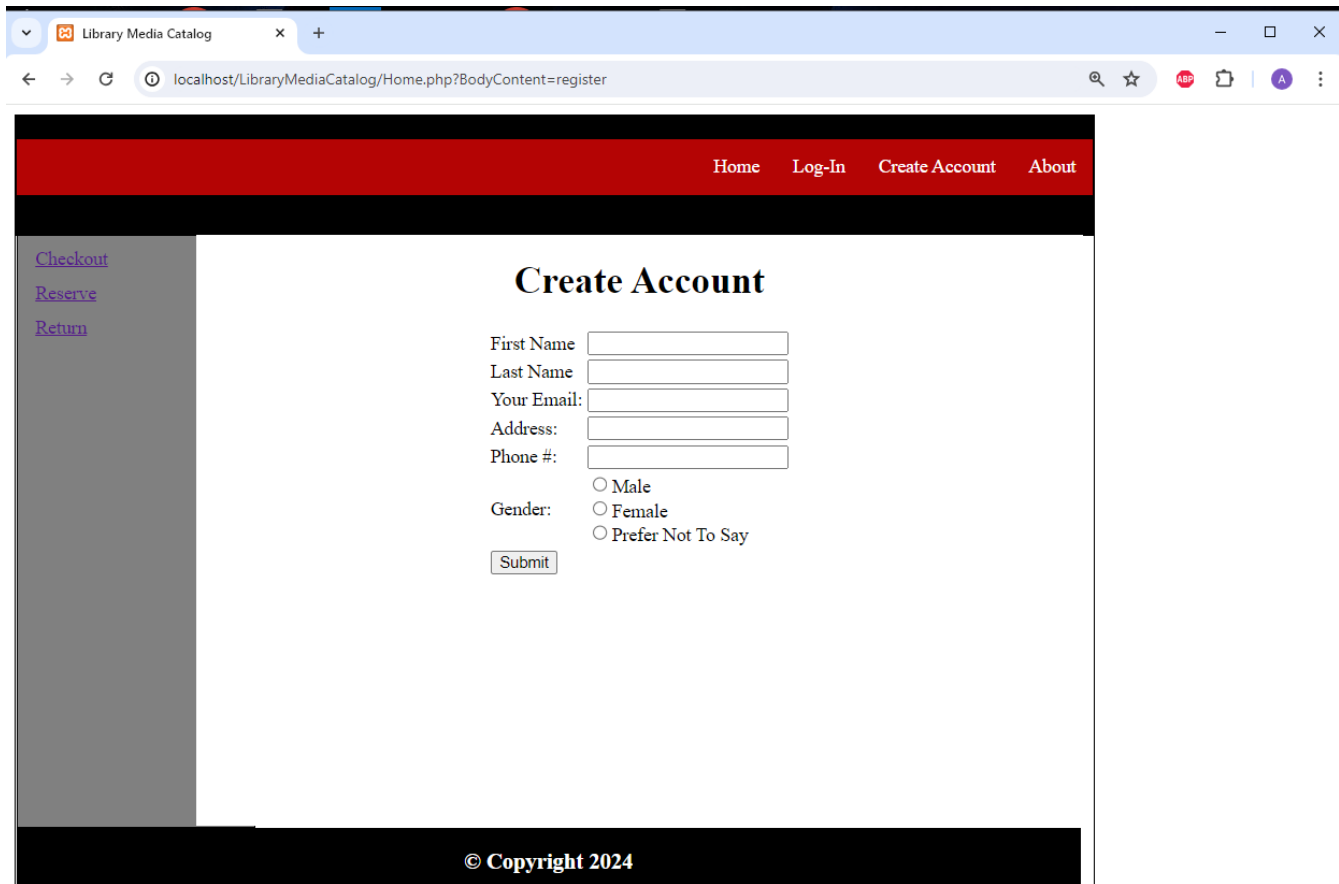 Library Media Catalog
localhost/LibraryMediaCatalog/Home.php?BodyContent=register
ABP
A
Home Log-In Create Account About
Checkout
Reserve
Return
Create Account
First Name
Last Name
Your Email:
Address:
Phone #:
Gender:
Male
Female
Prefer Not To Say
Submit
© Copyright 2024